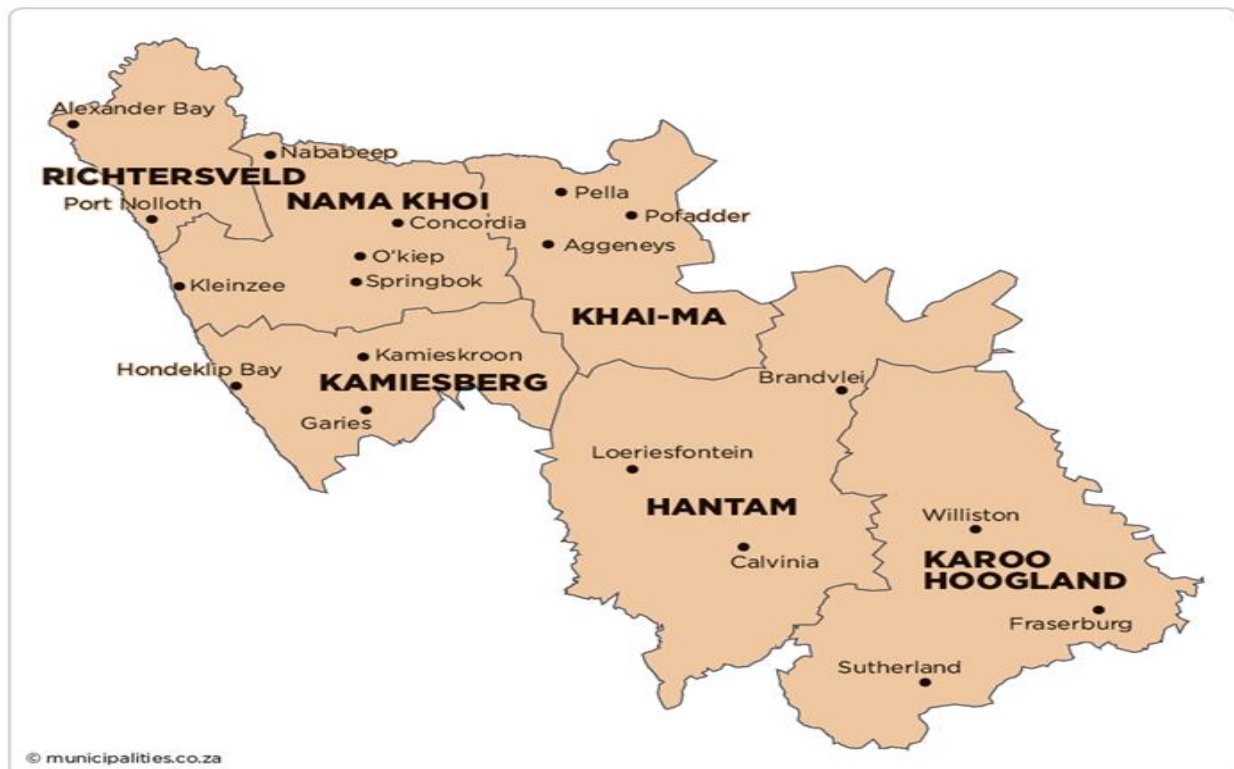 Alexander Bay
Nababeep
RICHTERSVELD
Pella
NAMA KHOI
Port Nolloth
Pofadder
Concordia
Aggeneys
O'kiep
Springbok
Kleinzee
KHAI-MA
Kamieskroon
Hondeklip Bay
KAMIESBERG
Brandvlei
Garies
Loeriesfontein
HANTAM
Williston
KAROO
HOOGLAND
Calvinia
Fraserburg
Sutherland
© municipalities.co.za